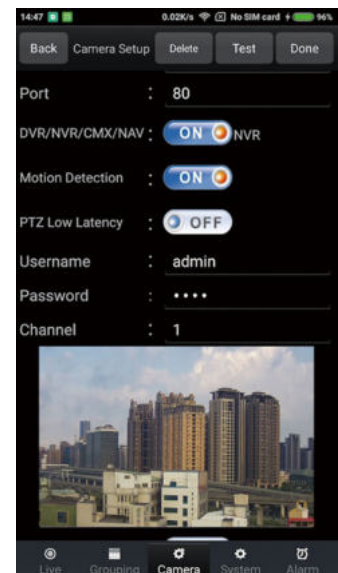 14:47 0.02K/s No SIM card 96%
Back Camera Setup Delete Test Done
Port : 80
DVR/NVR/CMX/NAV : ON NVR
Motion Detection : ON
PTZ Low Latency : OFF
Username : admin
Password : ••••
Channel : 1
Live Grouping Camera System Alarm